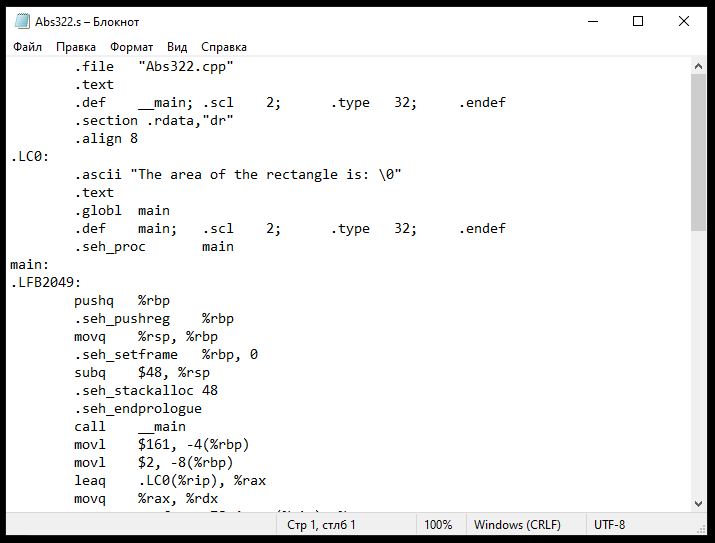 Abs322.s – Блокнот
Файл Правка Формат Вид Справка
.file "Abs322.cpp"
.text
.def __main; .scl 2; .type 32; .endef
.section .rdata,"dr"
.align 8
.LC0:
.ascii "The area of the rectangle is: \0"
.text
.globl main
.def main; .scl 2; .type 32; .endef
.seh_proc main
main:
.LFB2049:
pushq %rbp
.seh_pushreg %rbp
movq %rsp, %rbp
.seh_setframe %rbp, 0
subq $48, %rsp
.seh_stackalloc 48
.seh_endprologue
call __main
movl $161, -4(%rbp)
movl $2, -8(%rbp)
leaq .LC0(%rip), %rax
movq %rax, %rdx
Стр 1, стлб 1 100% Windows (CRLF) UTF-8